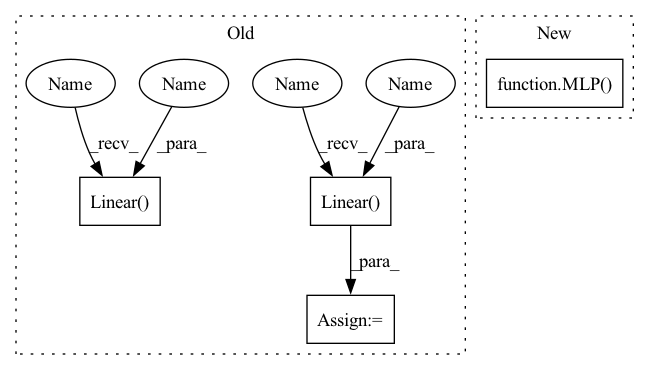 Old
New
Name
Name
Name
Name
function.MLP()
_recv_
_para_
_recv_
_para_
Linear()
Linear()
_para_
Assign:=